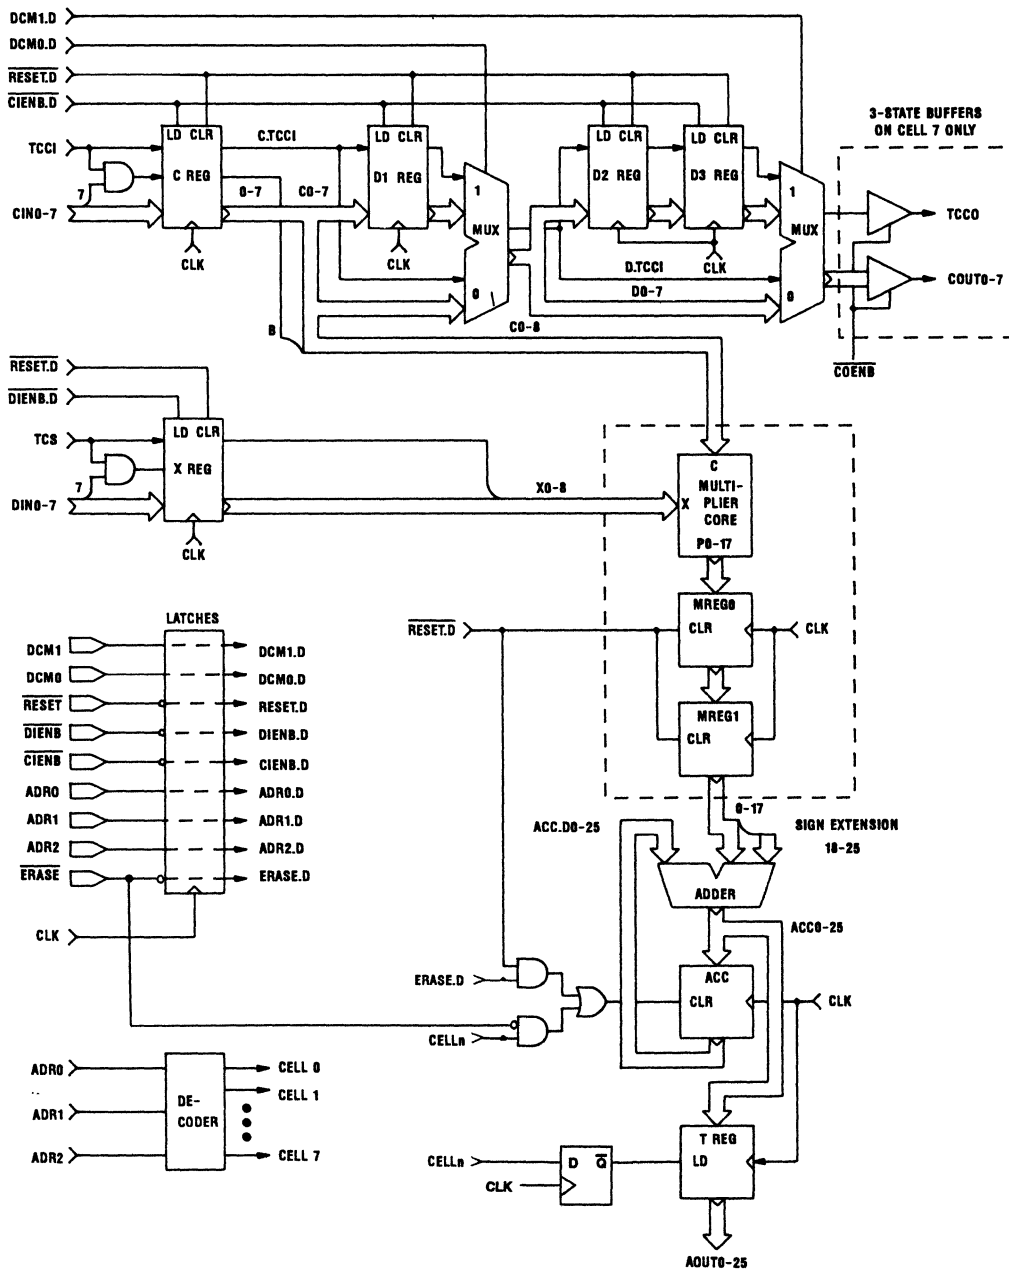 DCM1.D
DCM0.D
RESET.D
CIENB.D
3-STATE BUFFERS
ON CELL 7 ONLY
LD CLR
C.TCCI
LD CLR
LD CLR
LD CLR
TCCI
C REG
D1 REG
D2 REG
D3 REG
1
1
7
0-7
C0-7
TCCO
CIN0-7
MUX
MUX
CLK
CLK
CLK
D.TCCI
COUT0-7
0
D0-7
0
B
C0-8
COENB
RESET.D
DIENB.D
TCS
LD CLR
X REG
7
X0-8
DIN0-7
CLK
C
MULTI-
PLIER
CORE
X
P0-17
LATCHES
MREG0
RESET.D
CLR
CLK
DCM1
DCM1.D
DCM0
DCM0.D
RESET
RESET.D
MREG1
DIENB
DIENB.D
CLR
CIENB
CIENB.D
ADR0
ADR0.D
0-17
ADR1
ADR1.D
ACC.D0-25
SIGN EXTENSION
18-25
ADR2
ADR2.D
ERASE
ERASE.D
ADDER
CLK
ACC0-25
ERASE.D
ACC
CLR
CLK
CELLn
ADR0
CELL 0
DE-
CODER
CELL 1
ADR1
ADR2
CELL 7
T REG
LD
CELLn
D Q
CLK
AOUT0-25